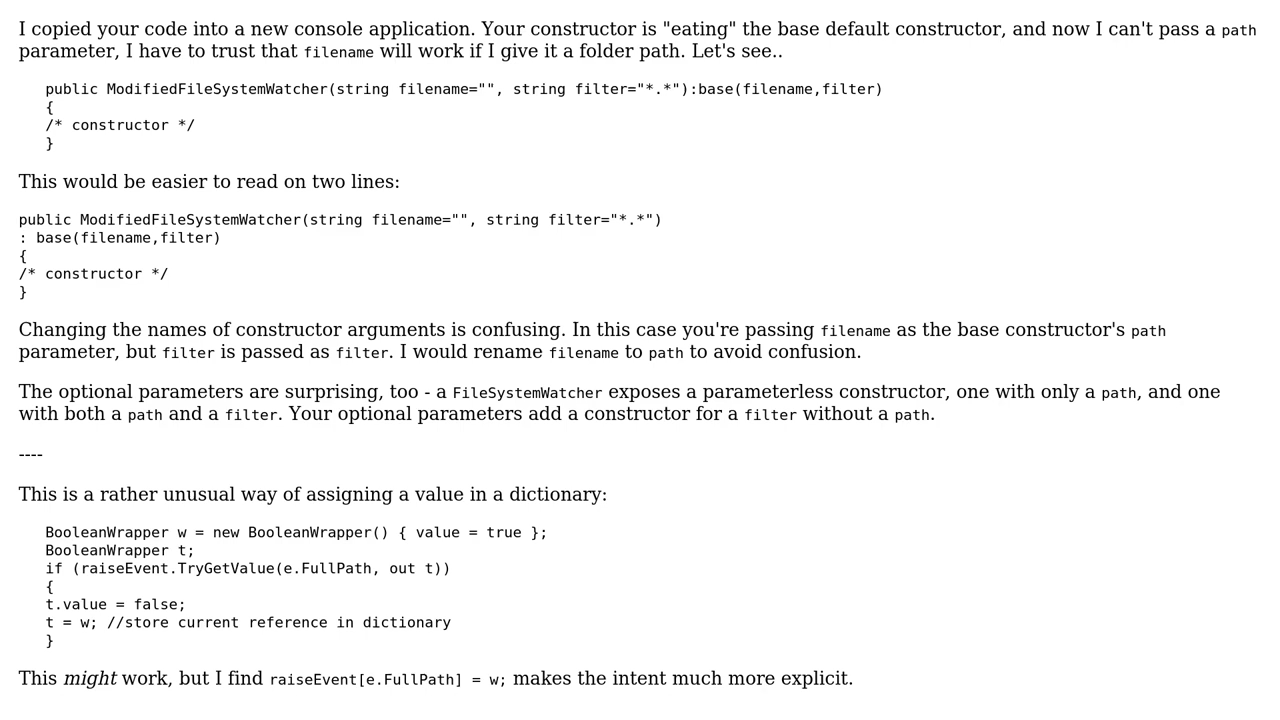 I copied your code into a new console application. Your constructor is "eating" the base default constructor, and now I can't pass a path
parameter, I have to trust that filename will work if I give it a folder path. Let's see..
public ModifiedFileSystemWatcher(string filename="", string filter="*.*"):base(filename,filter)
{
/* constructor */
}
This would be easier to read on two lines:
public ModifiedFileSystemWatcher(string filename="", string filter="*.*")
: base(filename,filter)
{
/* constructor */
}
Changing the names of constructor arguments is confusing. In this case you're passing filename as the base constructor's path
parameter, but filter is passed as filter. I would rename filename to path to avoid confusion.
The optional parameters are surprising, too - a FileSystemWatcher exposes a parameterless constructor, one with only a path, and one
with both a path and a filter. Your optional parameters add a constructor for a filter without a path.
----
This is a rather unusual way of assigning a value in a dictionary:
BooleanWrapper w = new BooleanWrapper() { value = true };
BooleanWrapper t;
if (raiseEvent.TryGetValue(e.FullPath, out t))
{
t.value = false;
t = w; //store current reference in dictionary
}
This might work, but I find raiseEvent[e.FullPath] = w; makes the intent much more explicit.